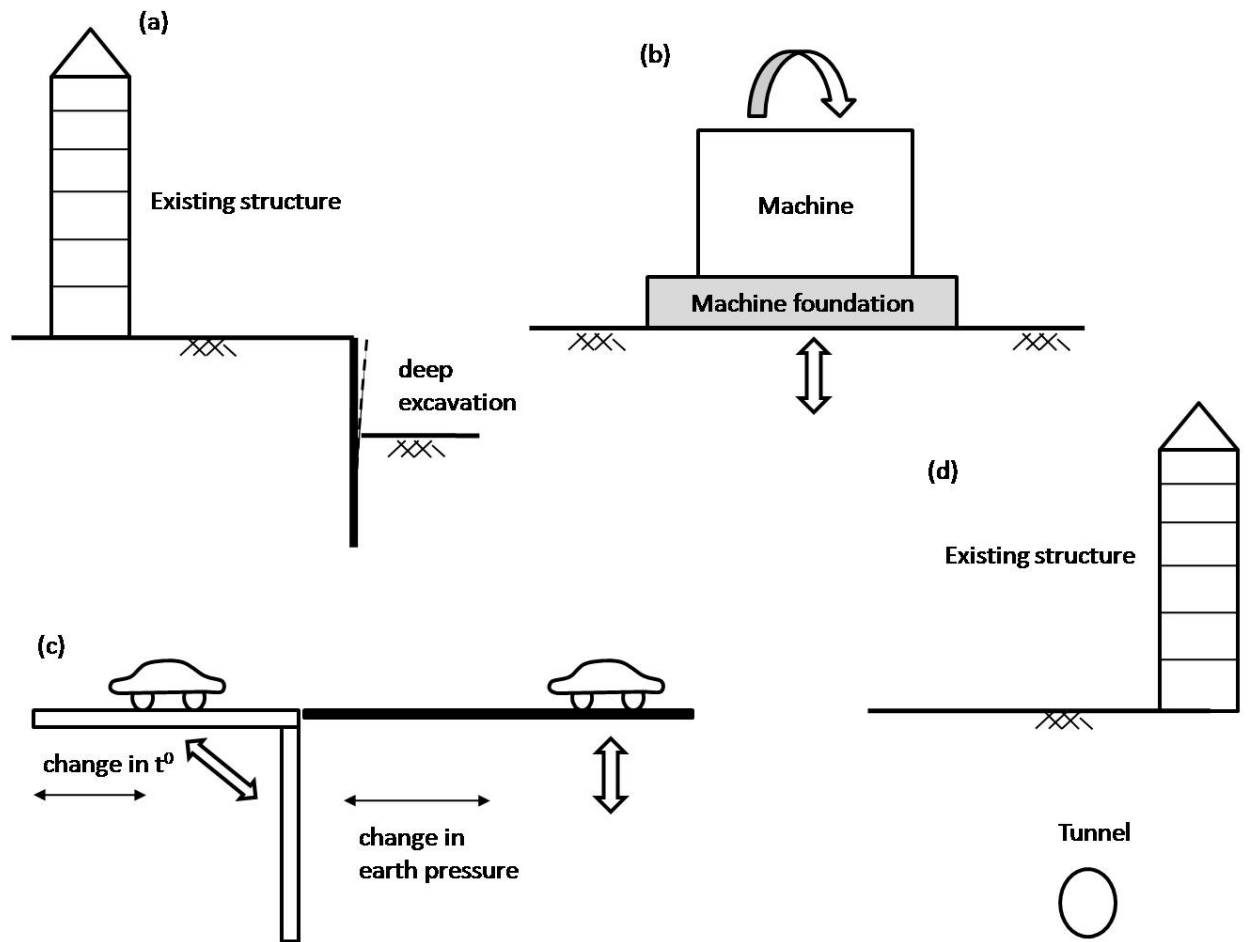 (a)
Existing structure
deep
excavation
(b)
Machine
Machine foundation
(c)
change in t⁰
change in
earth pressure
(d)
Existing structure
Tunnel